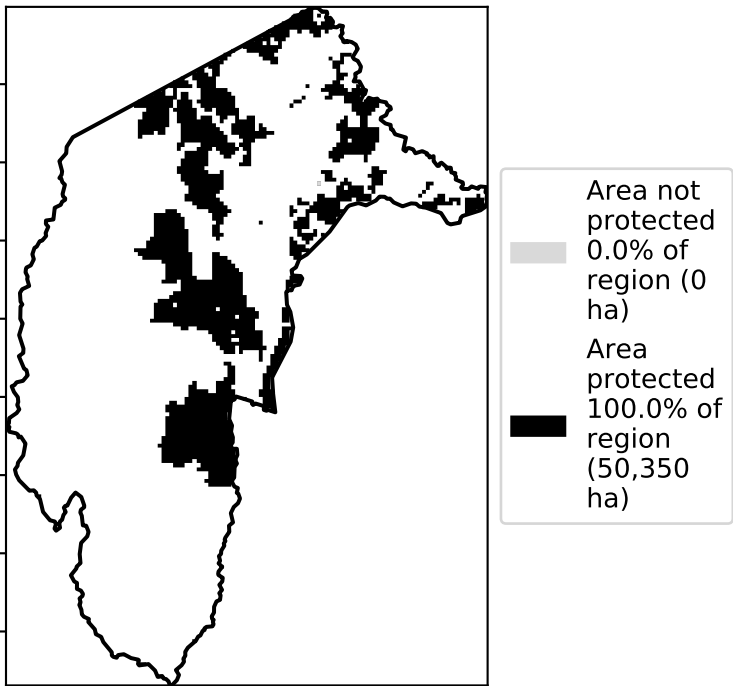 Area not
protected
0.0% of
region (0
ha)
Area
protected
100.0% of
region
(50,350
ha)